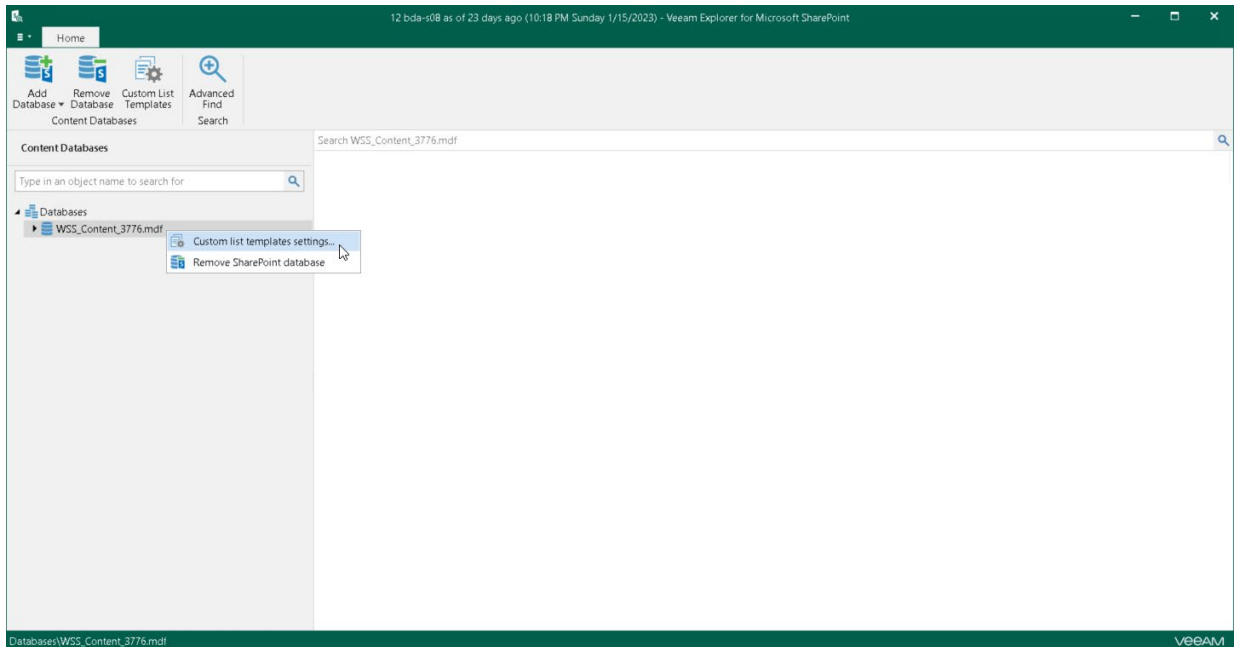 12 bda-s08 as of 23 days ago (10:18 PM Sunday 1/15/2023) - Veeam Explorer for Microsoft SharePoint
Home
Add Database
Remove Database
Custom List Templates
Advanced Find
Content Databases
Search
Content Databases
Search WSS_Content_3776.mdf
Type in an object name to search for
Databases
WSS_Content_3776.mdf
Custom list templates settings...
Remove SharePoint database
Databases\WSS_Content_3776.mdf
veeam